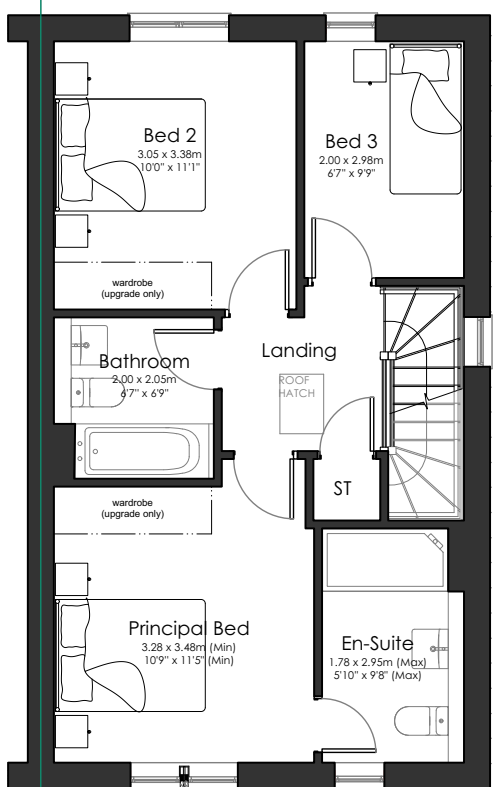 Bed 2
3.05 x 3.38m
10'0" x 11'1"
Bed 3
2.00 x 2.98m
6'7" x 9'9"
wardrobe
(upgrade only)
Bathroom
2.00 x 2.05m
6'7" x 6'9"
Landing
ROOF
HATCH
ST
wardrobe
(upgrade only)
Principal Bed
3.28 x 3.48m (Min)
10'9" x 11'5" (Min)
En-Suite
1.78 x 2.95m (Max)
5'10" x 9'8" (Max)